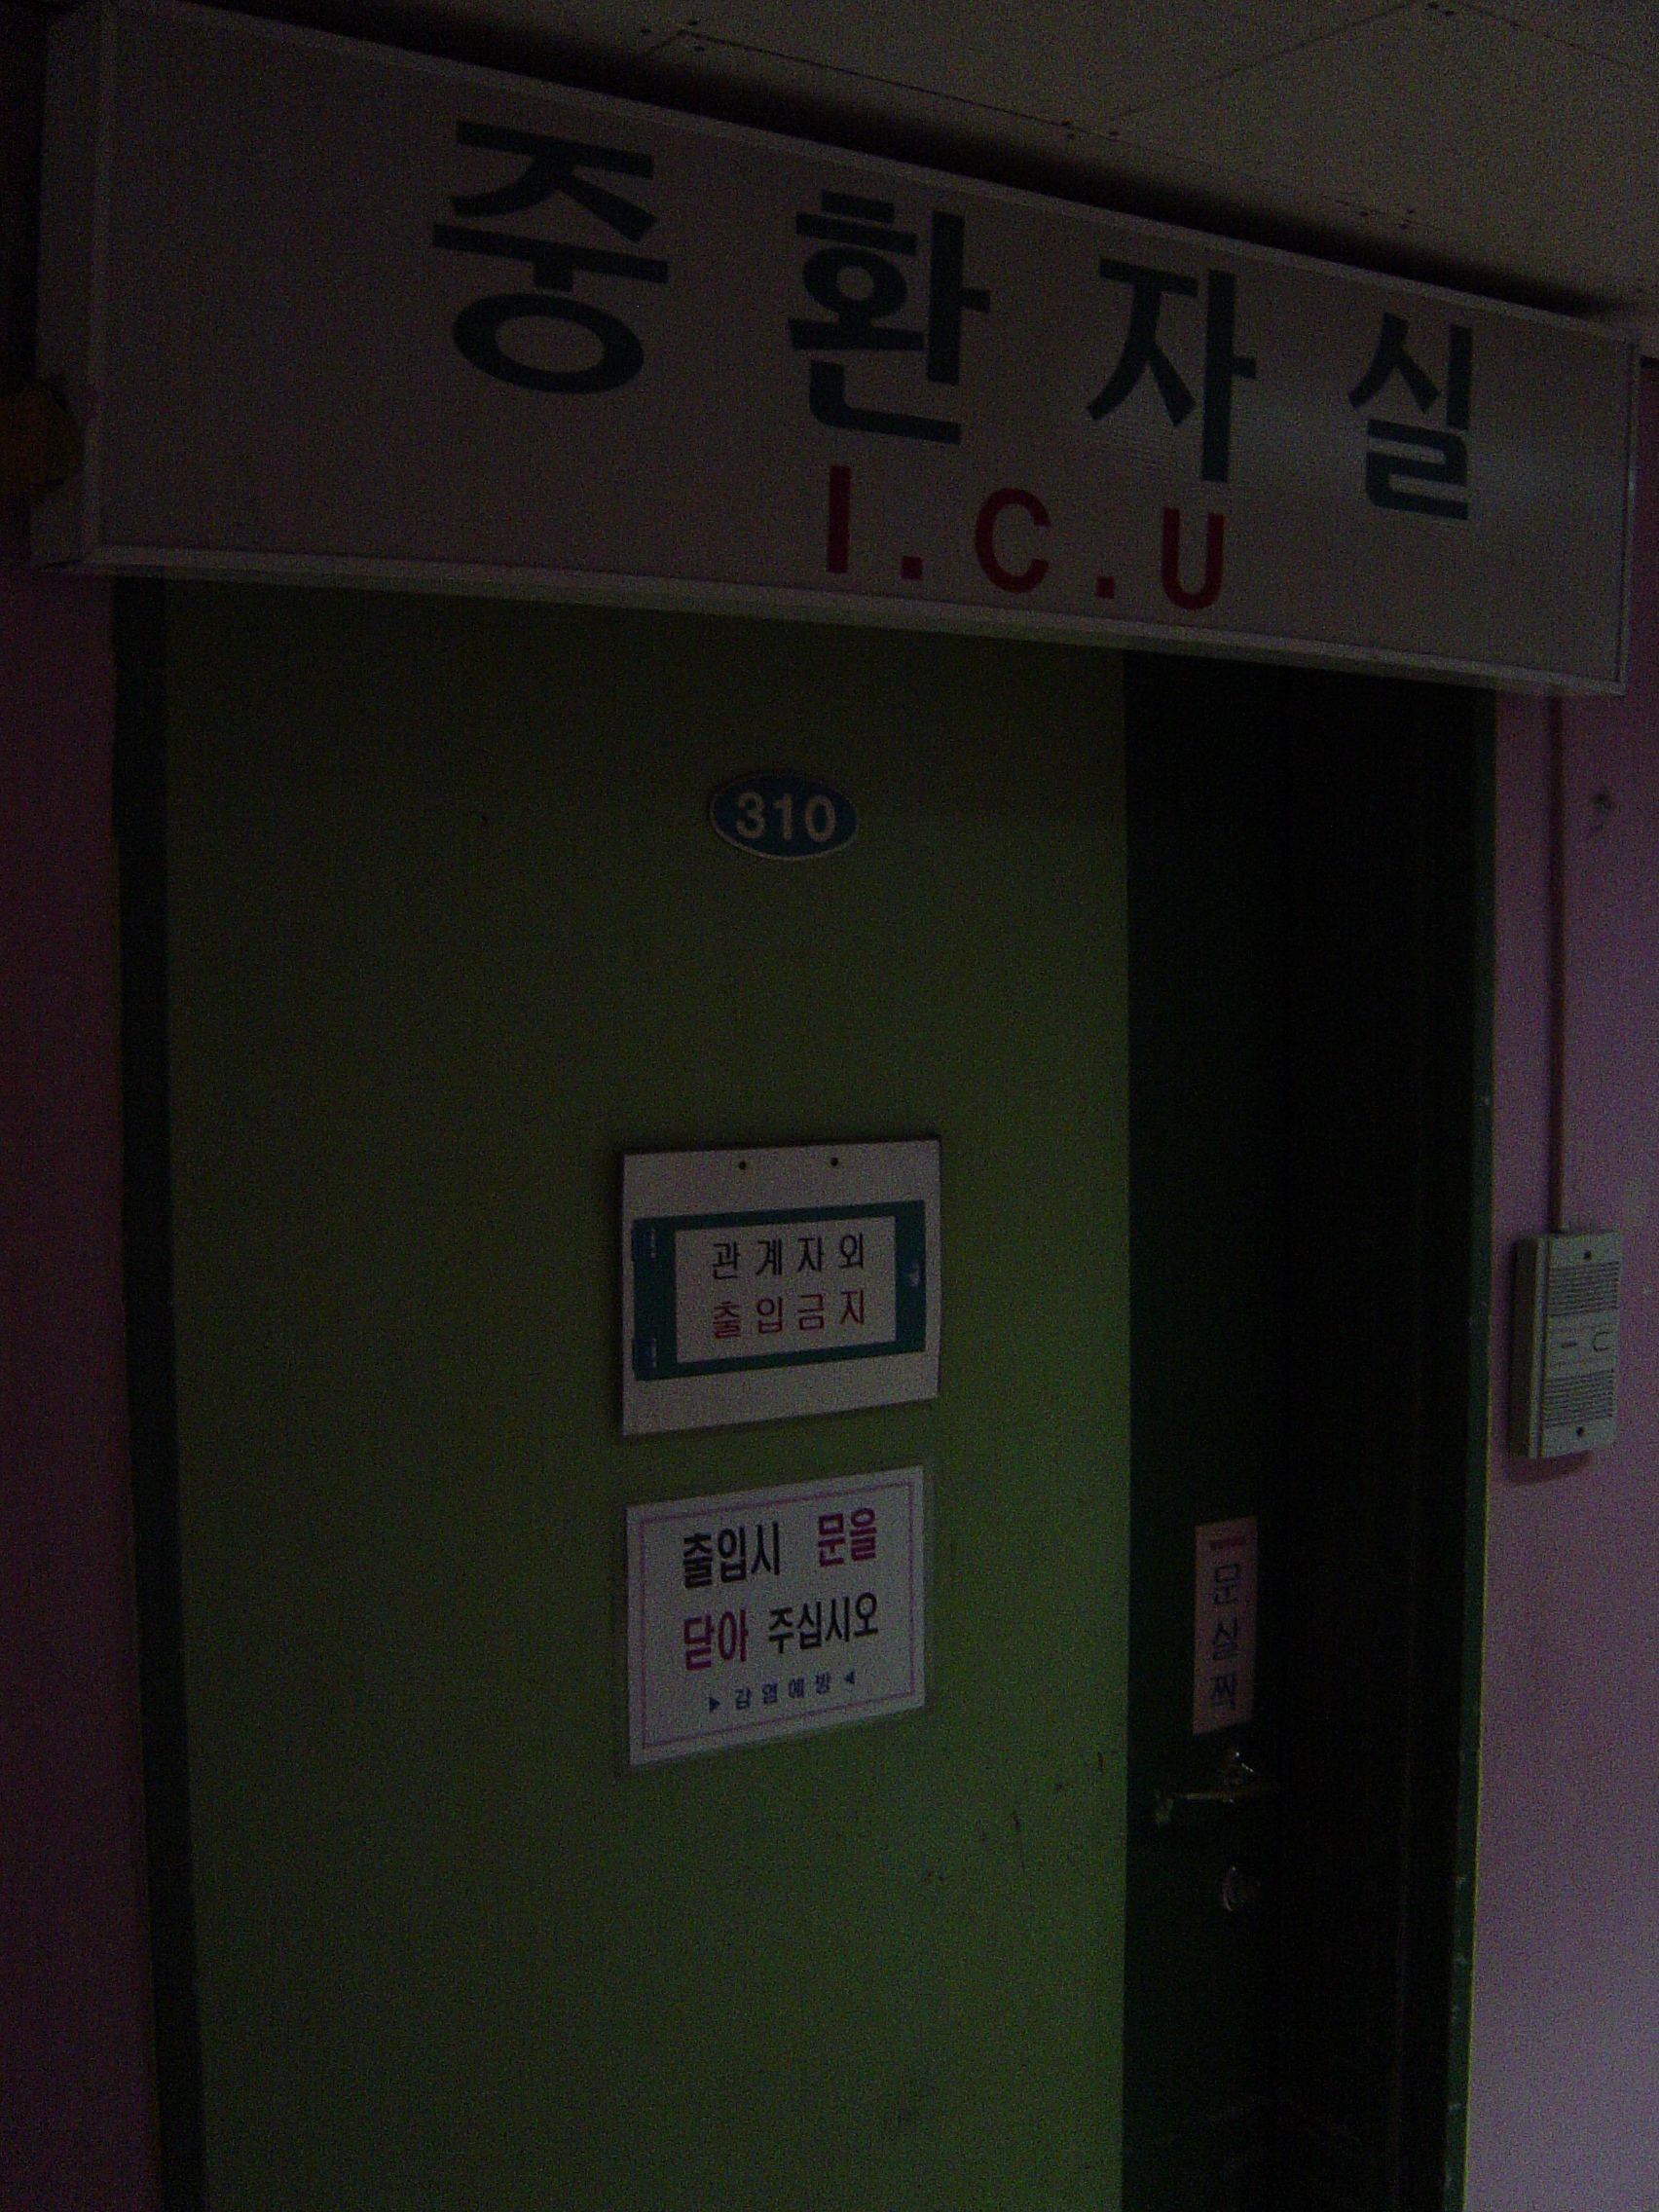 중환자실
I.C.U
310
관계자외
출입금지
출입시 문을
닫아 주십시오
▶감염예방◀
문살짝